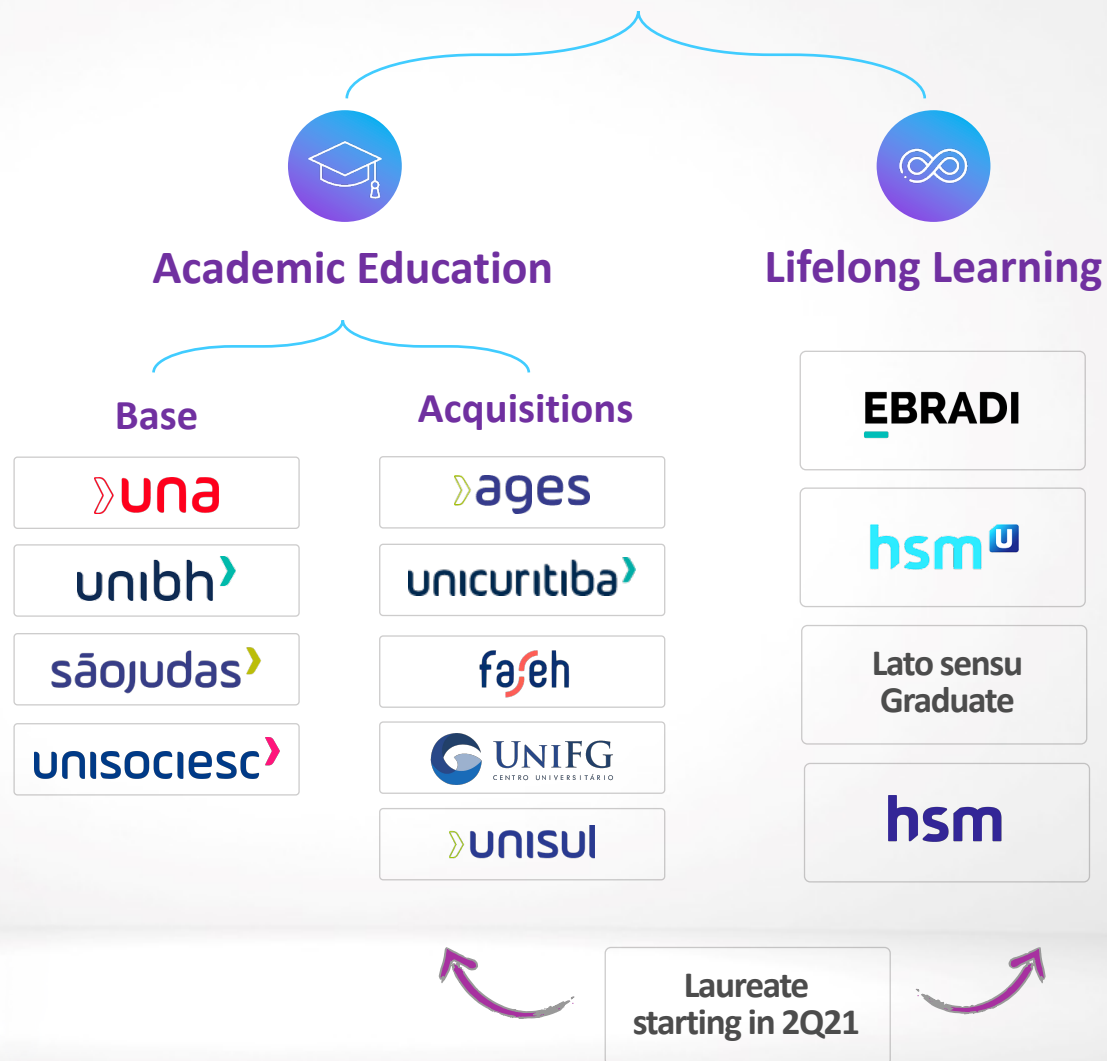 Academic Education
Lifelong Learning
Base
Acquisitions
una
unibh
sãojudas
unisociesc
ages
unicuritiba
faseh
UNIFG
CENTRO UNIVERSITÁRIO
unisul
EBRADI
hsm U
Lato sensu
Graduate
hsm
Laureate
starting in 2Q21